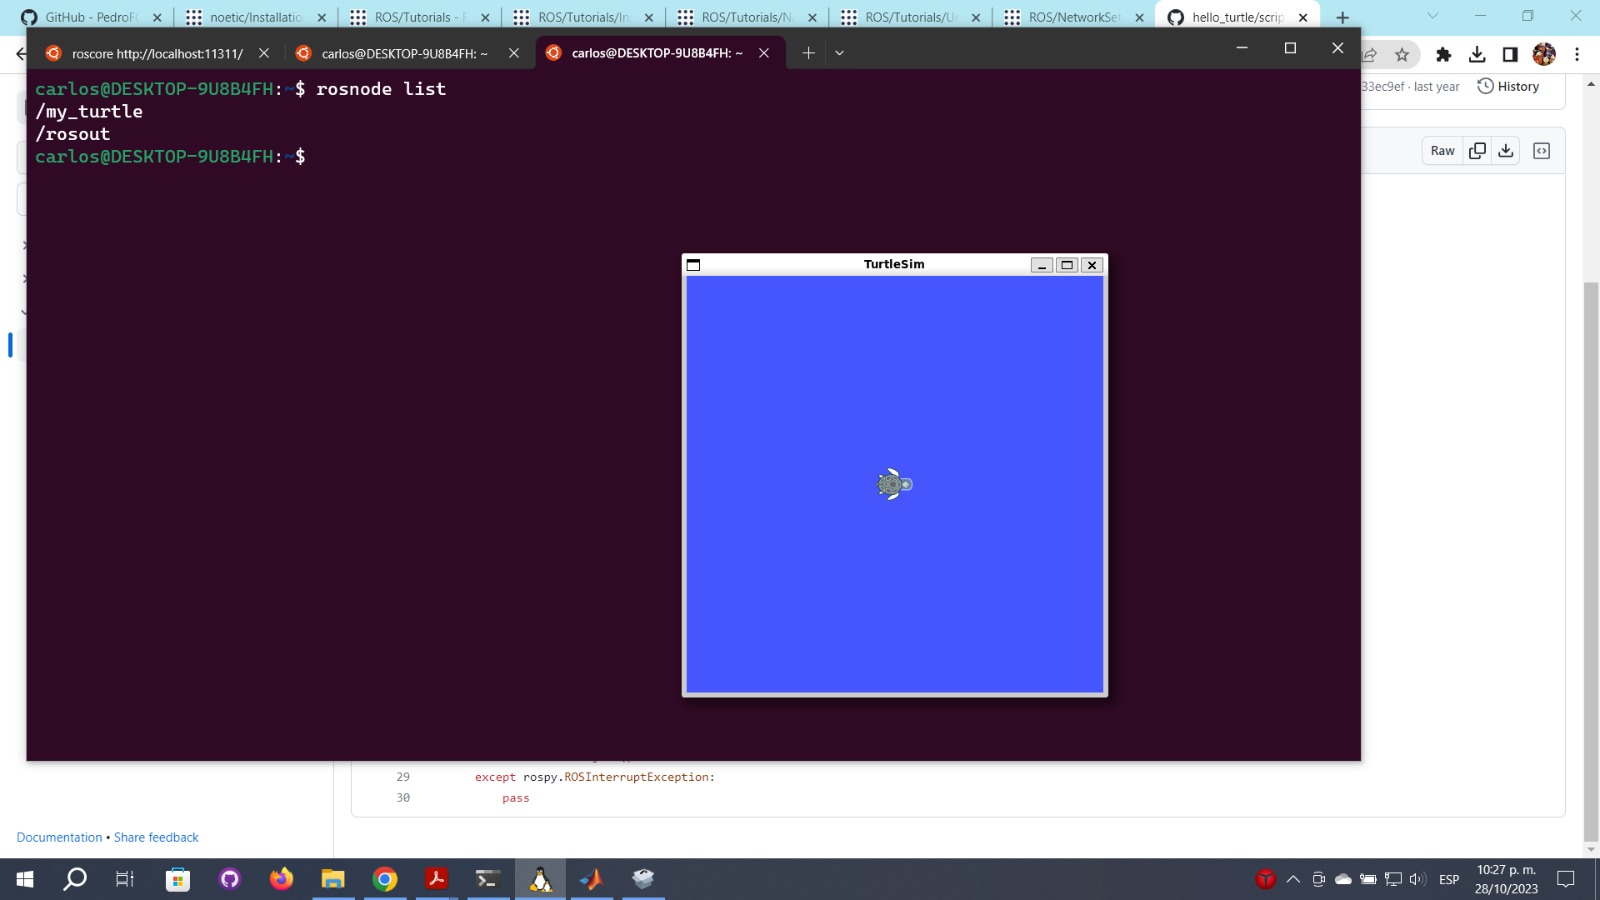 GitHub - PedroF
noetic/Installatio
ROS/Tutorials - R
ROS/Tutorials/In
ROS/Tutorials/N
ROS/Tutorials/U
ROS/NetworkSet
hello_turtle/scrip
roscore http://localhost:11311/
carlos@DESKTOP-9U8B4FH: ~
carlos@DESKTOP-9U8B4FH: ~
carlos@DESKTOP-9U8B4FH:~$ rosnode list
/my_turtle
/rosout
carlos@DESKTOP-9U8B4FH:~$
33ec9ef · last year
History
Raw
TurtleSim
29 except rospy.ROSInterruptException:
30 pass
Documentation • Share feedback
ESP
10:27 p. m.
28/10/2023